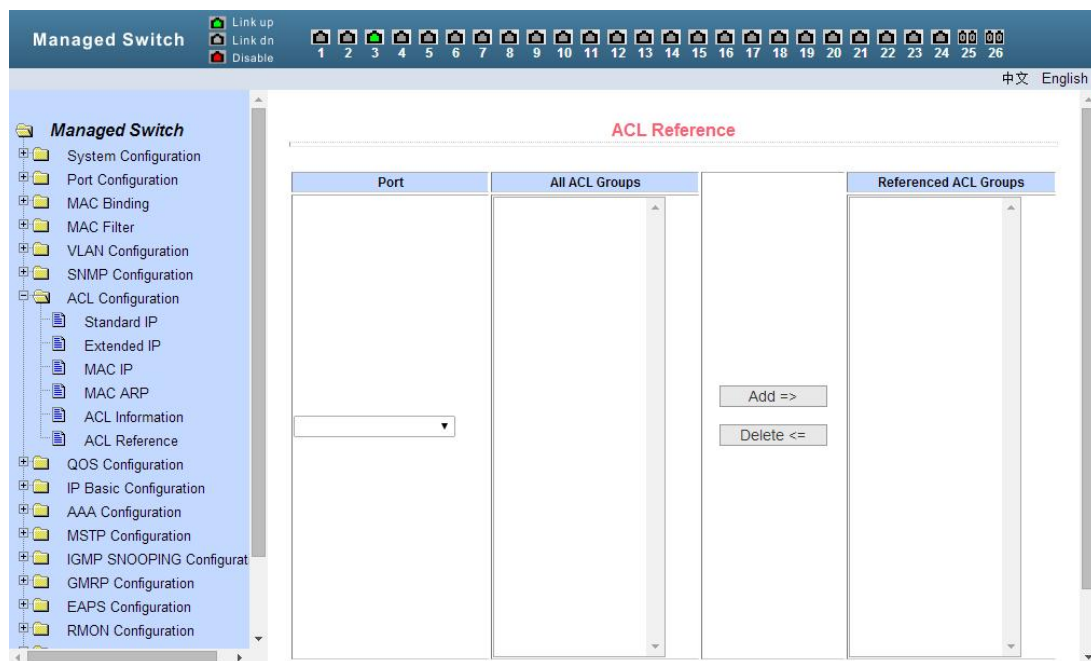 Managed Switch
Link up
Link dn
Disable
1 2 3 4 5 6 7 8 9 10 11 12 13 14 15 16 17 18 19 20 21 22 23 24 25 26
中文 English
Managed Switch
System Configuration
Port Configuration
MAC Binding
MAC Filter
VLAN Configuration
SNMP Configuration
ACL Configuration
Standard IP
Extended IP
MAC IP
MAC ARP
ACL Information
ACL Reference
QOS Configuration
IP Basic Configuration
AAA Configuration
MSTP Configuration
IGMP SNOOPING Configurat
GMRP Configuration
EAPS Configuration
RMON Configuration
ACL Reference
Port
All ACL Groups
Referenced ACL Groups
Add =>
Delete <=